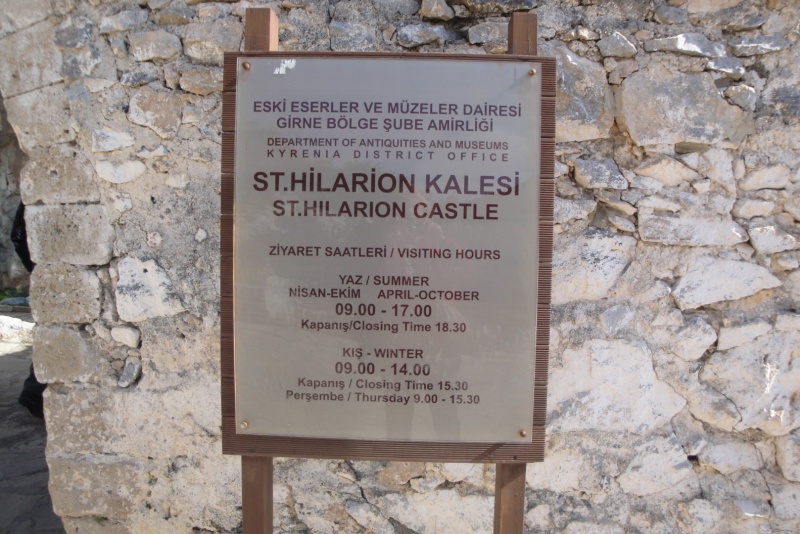 ESKİ ESERLER VE MÜZELER DAİRESİ
GİRNE BÖLGE ŞUBE AMİRLİĞİ
DEPARTMENT OF ANTIQUITIES AND MUSEUMS
KYRENIA DISTRICT OFFICE
ST.HİLARİON KALESİ
ST.HILARION CASTLE
ZİYARET SAATLERİ / VISITING HOURS
YAZ / SUMMER
NİSAN-EKİM APRIL-OCTOBER
09.00 - 17.00
Kapanış/Closing Time 18.30
KIŞ - WINTER
09.00 - 14.00
Kapanış / Closing Time 15.30
Perşembe / Thursday 9.00 - 15.30